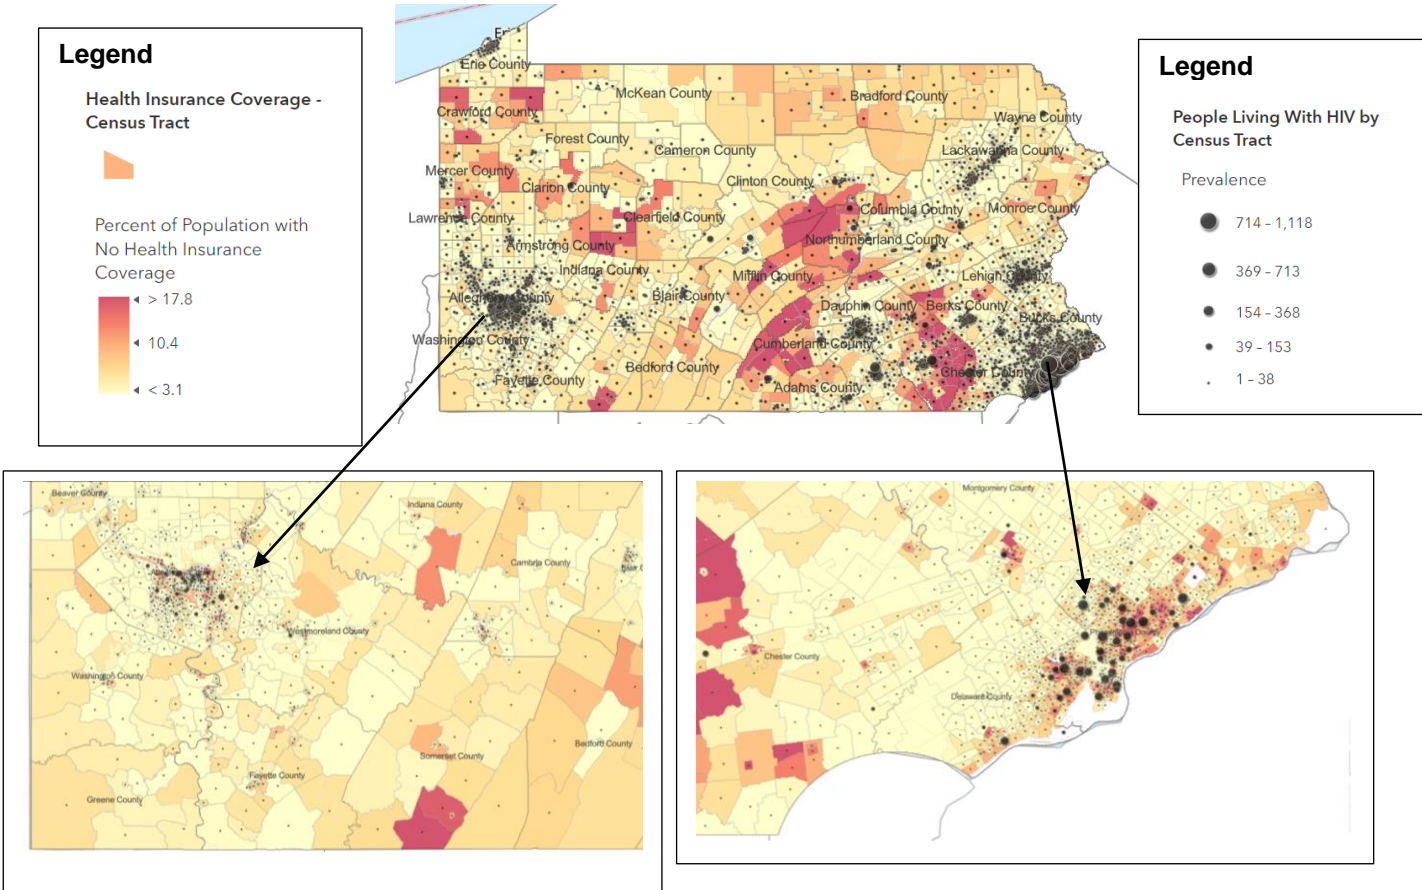 Legend
Health Insurance Coverage -
Census Tract
Percent of Population with
No Health Insurance
Coverage
> 17.8
10.4
< 3.1
Erie County
McKean County
Bradford County
Crawford County
Wayne County
Forest County
Cameron County
Lackawanna County
Mercer County
Clarion County
Clinton County
Lawrence County
Clearfield County
Columbia County
Monroe County
Armstrong County
Northumberland County
Indiana County
Mifflin County
Lehigh County
Allegheny County
Blair County
Dauphin County
Berks County
Bucks County
Washington County
Cumberland County
Fayette County
Bedford County
Adams County
Chester County
Legend
People Living With HIV by
Census Tract
Prevalence
714 - 1,118
369 - 713
154 - 368
39 - 153
1 - 38
Beaver County
Indiana County
Cambria County
Westmoreland County
Washington County
Somerset County
Bedford County
Fayette County
Greene County
Montgomery County
Chester County
Delaware County